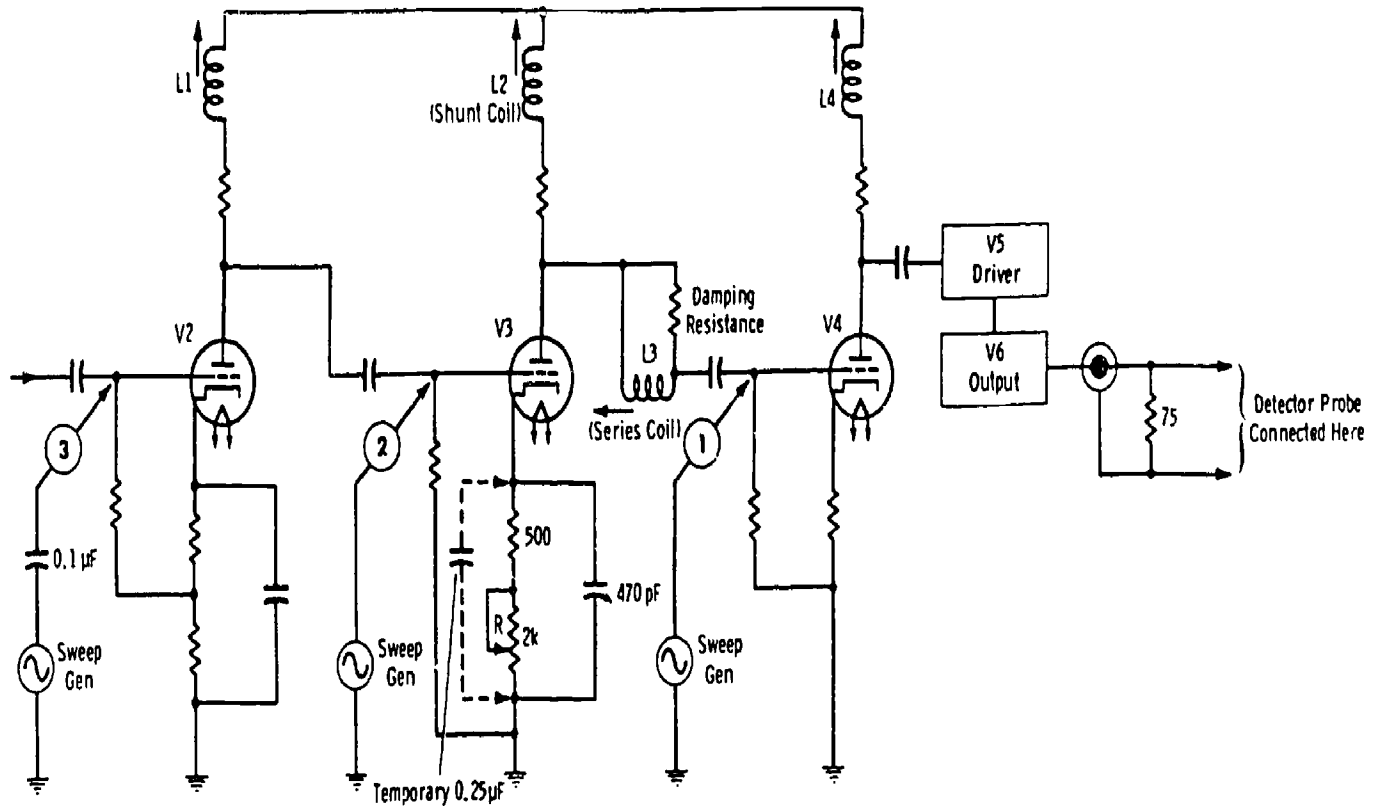 L1
L2
(Shunt Coil)
L4
V2
V3
V4
Damping
Resistance
L3
(Series Coil)
V5
Driver
V6
Output
75
Detector Probe
Connected Here
3
2
1
0.1 µF
500
470 pF
R
2k
Sweep
Gen
Sweep
Gen
Sweep
Gen
Temporary 0.25µF